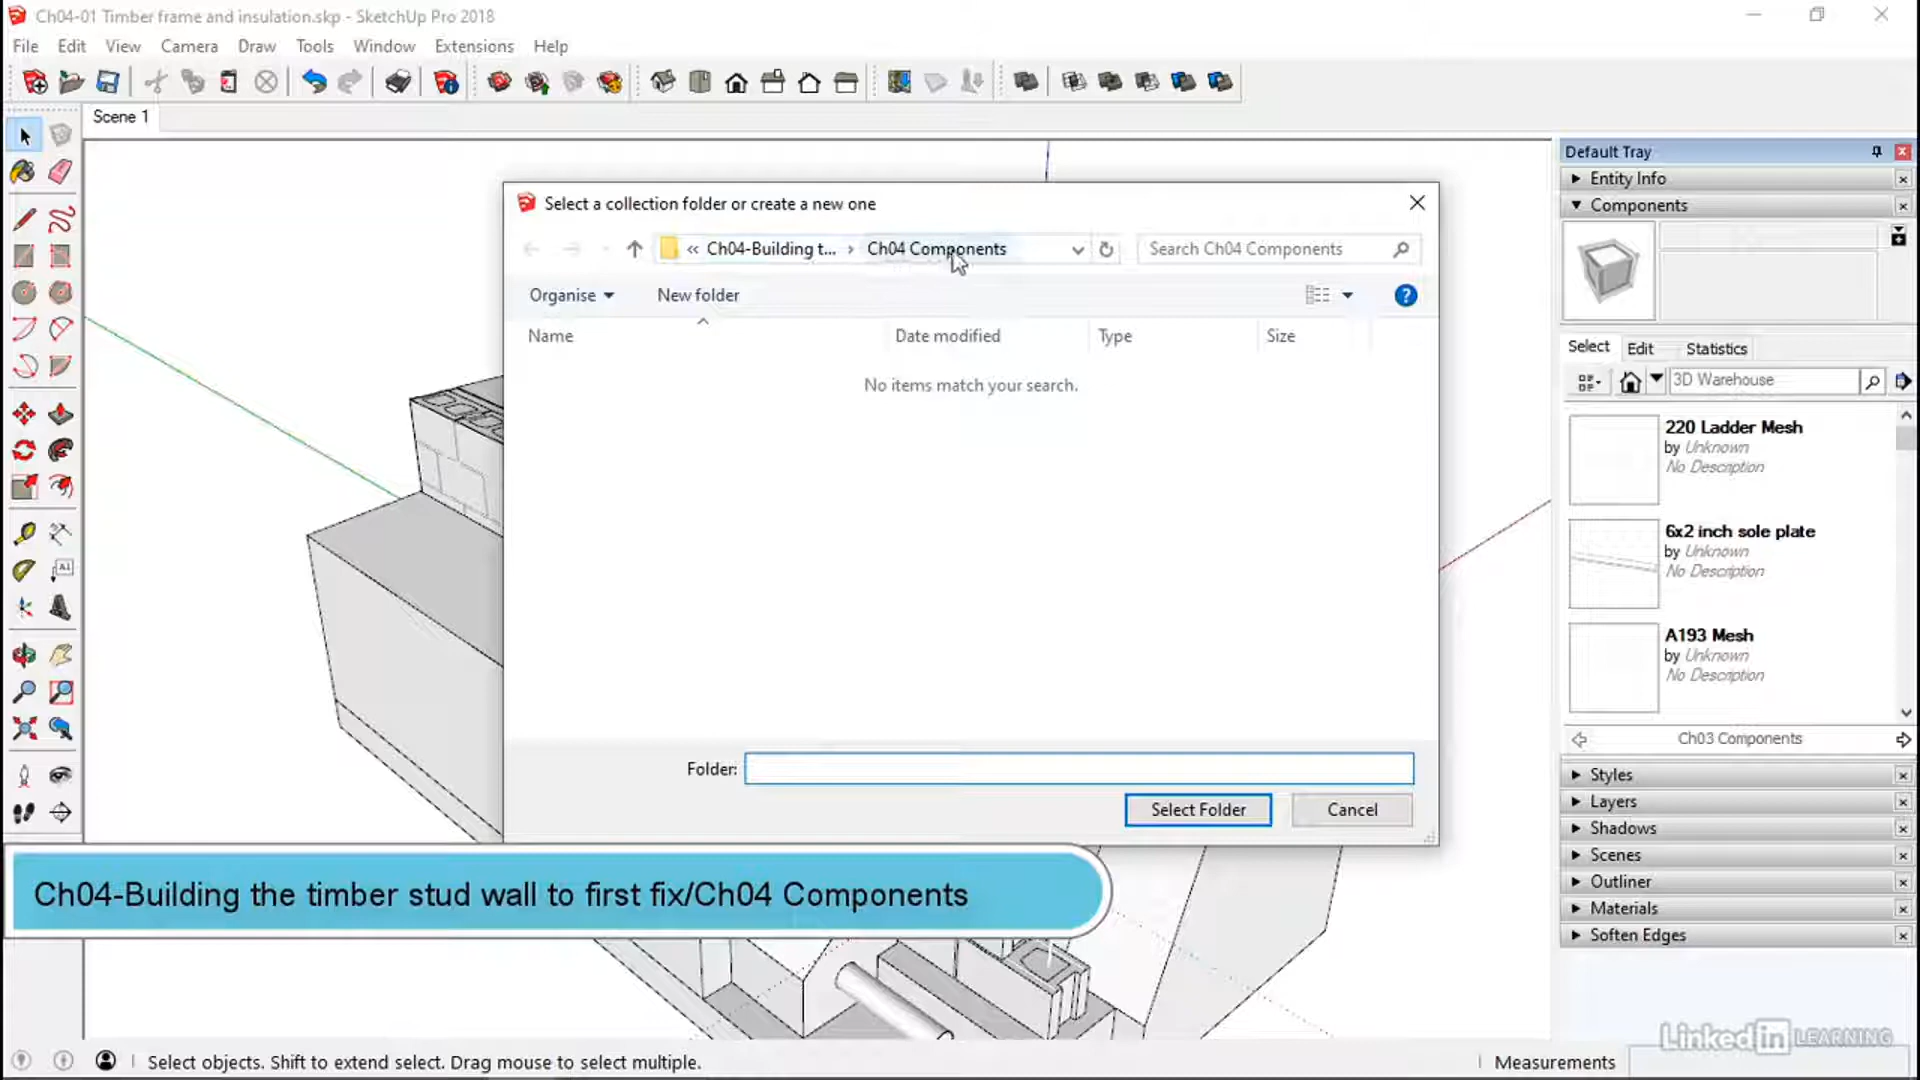 Ch04-01 Timber frame and insulation.skp - SketchUp Pro 2018
File Edit View Camera Draw Tools Window Extensions Help
Scene 1
Default Tray
Entity Info
Components
Select a collection folder or create a new one
« Ch04-Building t... › Ch04 Components
Search Ch04 Components
Organise
New folder
?
Name Date modified Type Size
No items match your search.
Select Edit Statistics
3D Warehouse
220 Ladder Mesh
by Unknown
No Description
6x2 inch sole plate
by Unknown
No Description
A193 Mesh
by Unknown
No Description
Ch03 Components
Folder:
Select Folder Cancel
Styles
Layers
Shadows
Scenes
Outliner
Materials
Soften Edges
Ch04-Building the timber stud wall to first fix/Ch04 Components
LinkedIn LEARNING
Select objects. Shift to extend select. Drag mouse to select multiple.
Measurements